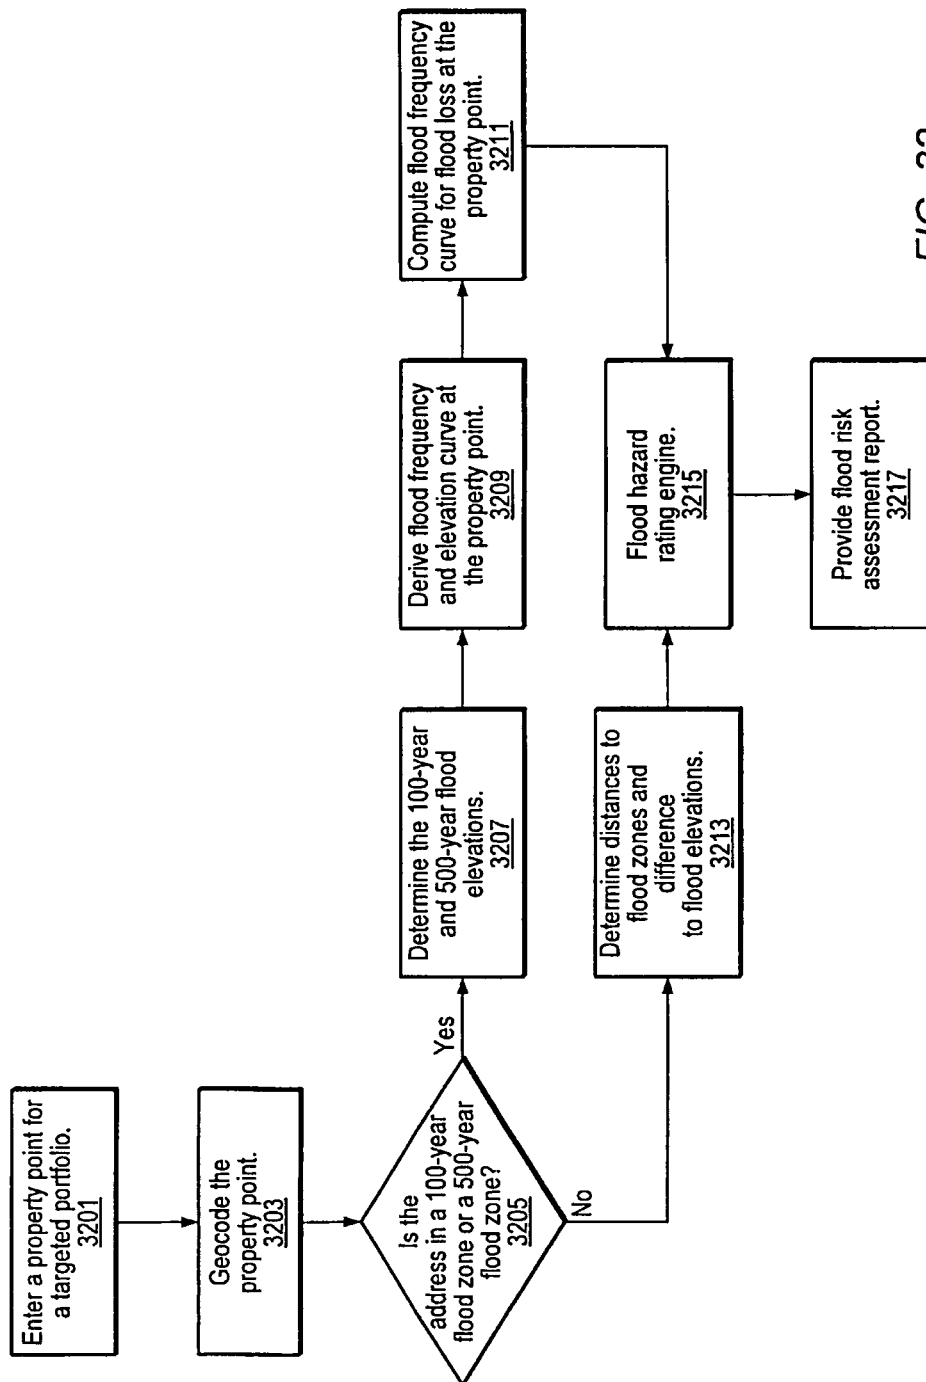 Enter a property point for
a targeted portfolio.
3201
Geocode the
property point.
3203
Is the
address in a 100-year
flood zone or a 500-year
flood zone?
3205
Yes
No
Determine the 100-year
and 500-year flood
elevations.
3207
Derive flood frequency
and elevation curve at
the property point.
3209
Compute flood frequency
curve for flood loss at the
property point.
3211
Determine distances to
flood zones and
difference
to flood elevations.
3213
Flood hazard
rating engine.
3215
Provide flood risk
assessment report.
3217